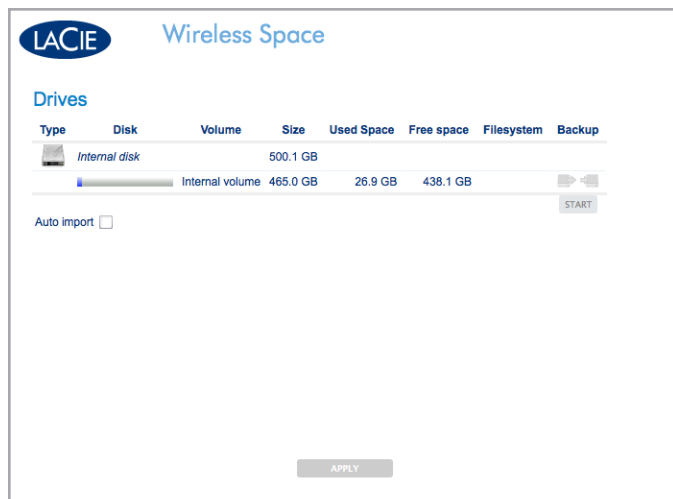 LACIE
Wireless Space
Drives
Type Disk Volume Size Used Space Free space Filesystem Backup
Internal disk 500.1 GB
Internal volume 465.0 GB 26.9 GB 438.1 GB
START
Auto import
APPLY